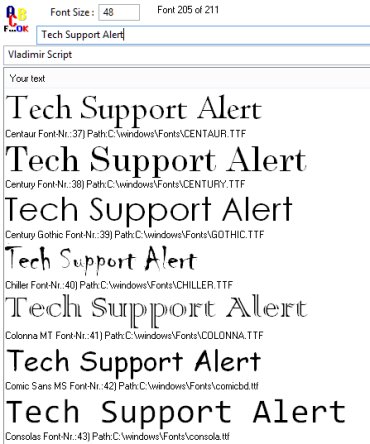 ABC
F...OK
Font Size : 48 Font 205 of 211
Tech Support Alert
Vladimir Script
Your text
Tech Support Alert
Centaur Font-Nr.:37) Path:C:\windows\Fonts\CENTAUR.TTF
Tech Support Alert
Century Font-Nr.:38) Path:C:\windows\Fonts\CENTURY.TTF
Tech Support Alert
Century Gothic Font-Nr.:39) Path:C:\windows\Fonts\GOTHIC.TTF
Tech Support Alert
Chiller Font-Nr.:40) Path:C:\windows\Fonts\CHILLER.TTF
Tech Support Alert
Colonna MT Font-Nr.:41) Path:C:\windows\Fonts\COLONNA.TTF
Tech Support Alert
Comic Sans MS Font-Nr.:42) Path:C:\windows\Fonts\comicbd.ttf
Tech Support Alert
Consolas Font-Nr.:43) Path:C:\windows\Fonts\consola.ttf